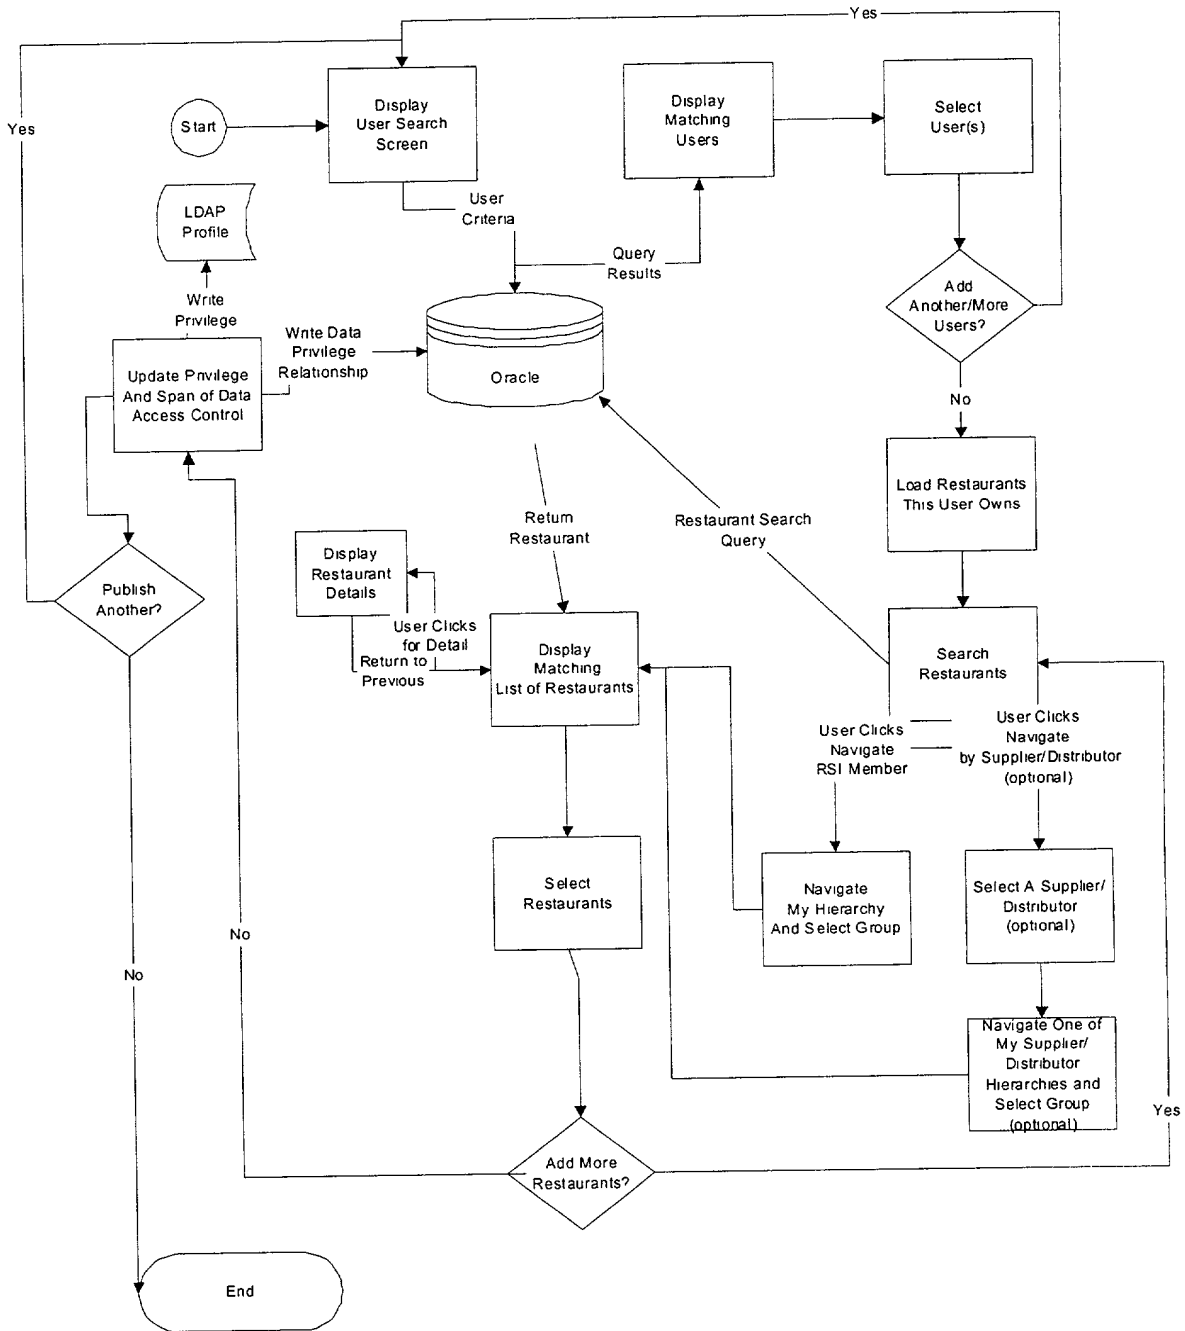 Yes
Yes
Start
Display
User Search
Screen
Display
Matching
Users
Select
User(s)
LDAP
Profile
User
Criteria
Query
Results
Write
Privilege
Write Data
Privilege
Relationship
Add
Another/More
Users?
Update Privilege
And Span of Data
Access Control
Oracle
No
Load Restaurants
This User Owns
Return
Restaurant
Restaurant Search
Query
Display
Restaurant
Details
Publish
Another?
User Clicks
for Detail
Return to
Previous
Display
Matching
List of Restaurants
Search
Restaurants
User Clicks
Navigate
RSI Member
User Clicks
Navigate
by Supplier/Distributor
(optional)
Select
Restaurants
Navigate
My Hierarchy
And Select Group
Select A Supplier/
Distributor
(optional)
No
No
Navigate One of
My Supplier/
Distributor
Hierarchies and
Select Group
(optional)
Yes
Add More
Restaurants?
End